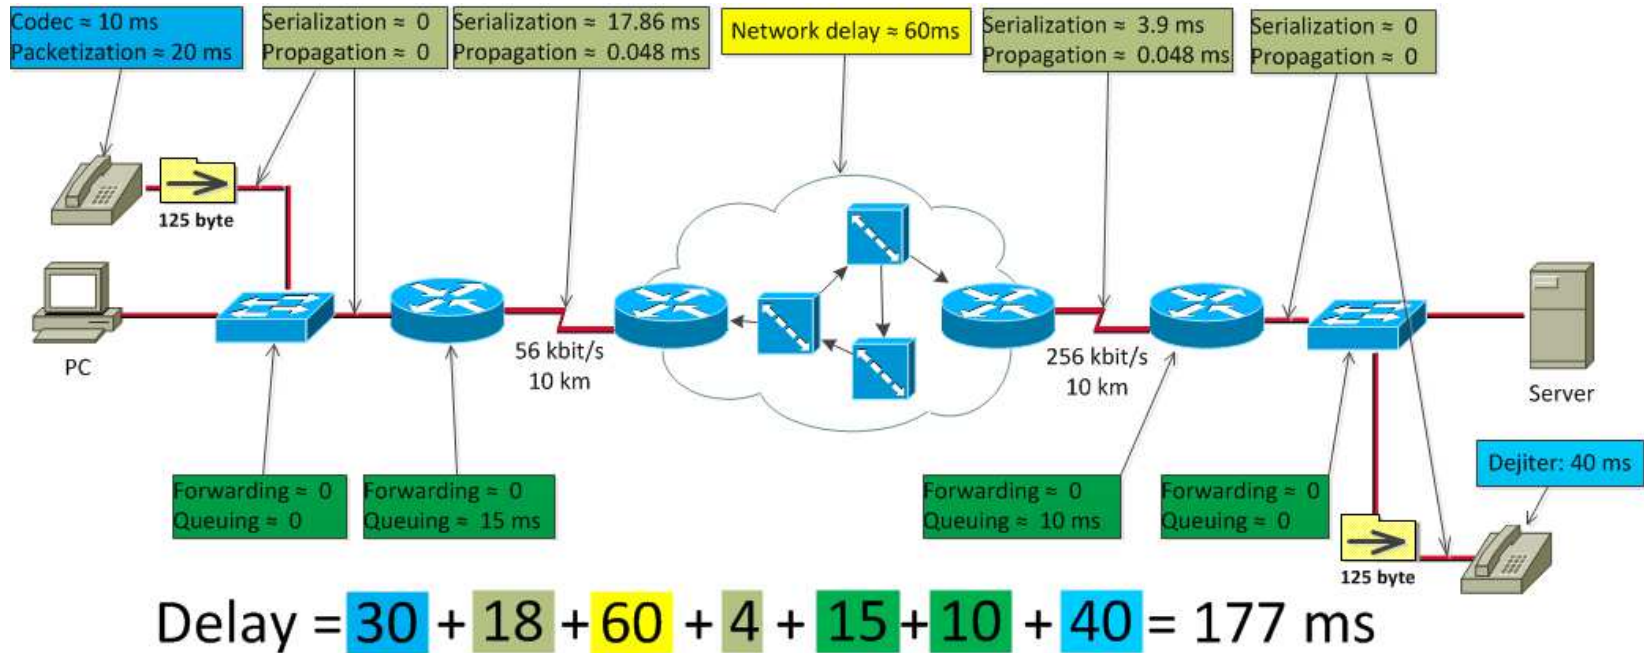 Codec ≈ 10 ms
Packetization ≈ 20 ms
Serialization ≈ 0
Propagation ≈ 0
Serialization ≈ 17.86 ms
Propagation ≈ 0.048 ms
Network delay ≈ 60ms
Serialization ≈ 3.9 ms
Propagation ≈ 0.048 ms
Serialization ≈ 0
Propagation ≈ 0
125 byte
PC
56 kbit/s
10 km
256 kbit/s
10 km
Server
Forwarding ≈ 0
Queuing ≈ 0
Forwarding ≈ 0
Queuing ≈ 15 ms
Forwarding ≈ 0
Queuing ≈ 10 ms
Forwarding ≈ 0
Queuing ≈ 0
Dejiter: 40 ms
125 byte
Delay = 30 + 18 + 60 + 4 + 15 + 10 + 40 = 177 ms